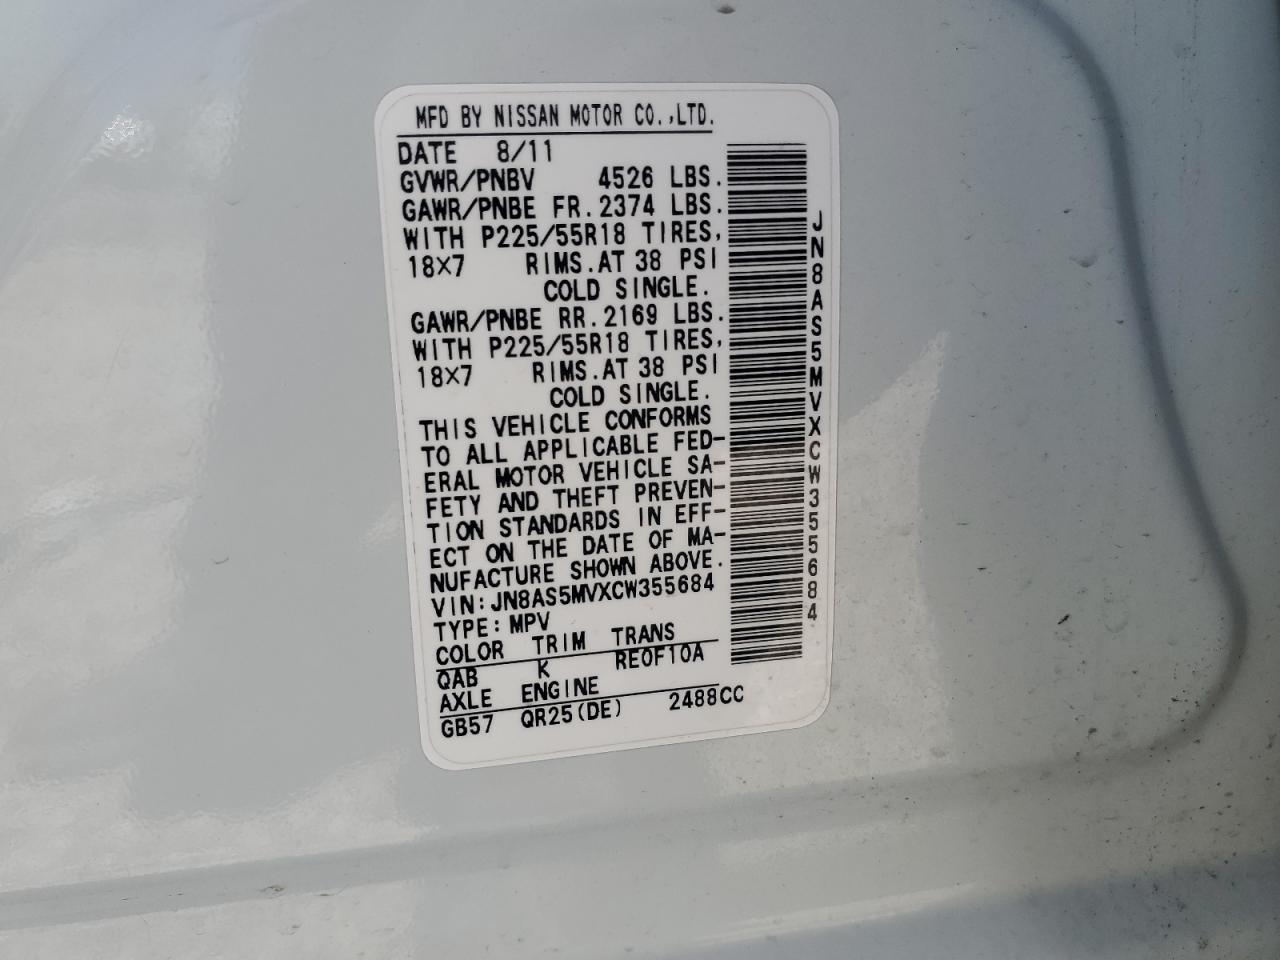 MFD BY NISSAN MOTOR CO.,LTD.
DATE 8/11
GVWR/PNBV 4526 LBS.
GAWR/PNBE FR. 2374 LBS.
WITH P225/55R18 TIRES,
18X7 RIMS. AT 38 PSI
COLD SINGLE.
GAWR/PNBE RR. 2169 LBS.
WITH P225/55R18 TIRES,
18X7 RIMS. AT 38 PSI
COLD SINGLE.
THIS VEHICLE CONFORMS
TO ALL APPLICABLE FED-
ERAL MOTOR VEHICLE SA-
FETY AND THEFT PREVEN-
TION STANDARDS IN EFF-
ECT ON THE DATE OF MA-
NUFACTURE SHOWN ABOVE.
VIN: JN8AS5MVXCW355684
TYPE: MPV
COLOR TRIM TRANS
QAB K RE0F10A
AXLE ENGINE
GB57 QR25(DE) 2488CC
JN8AS5MVXCW355684